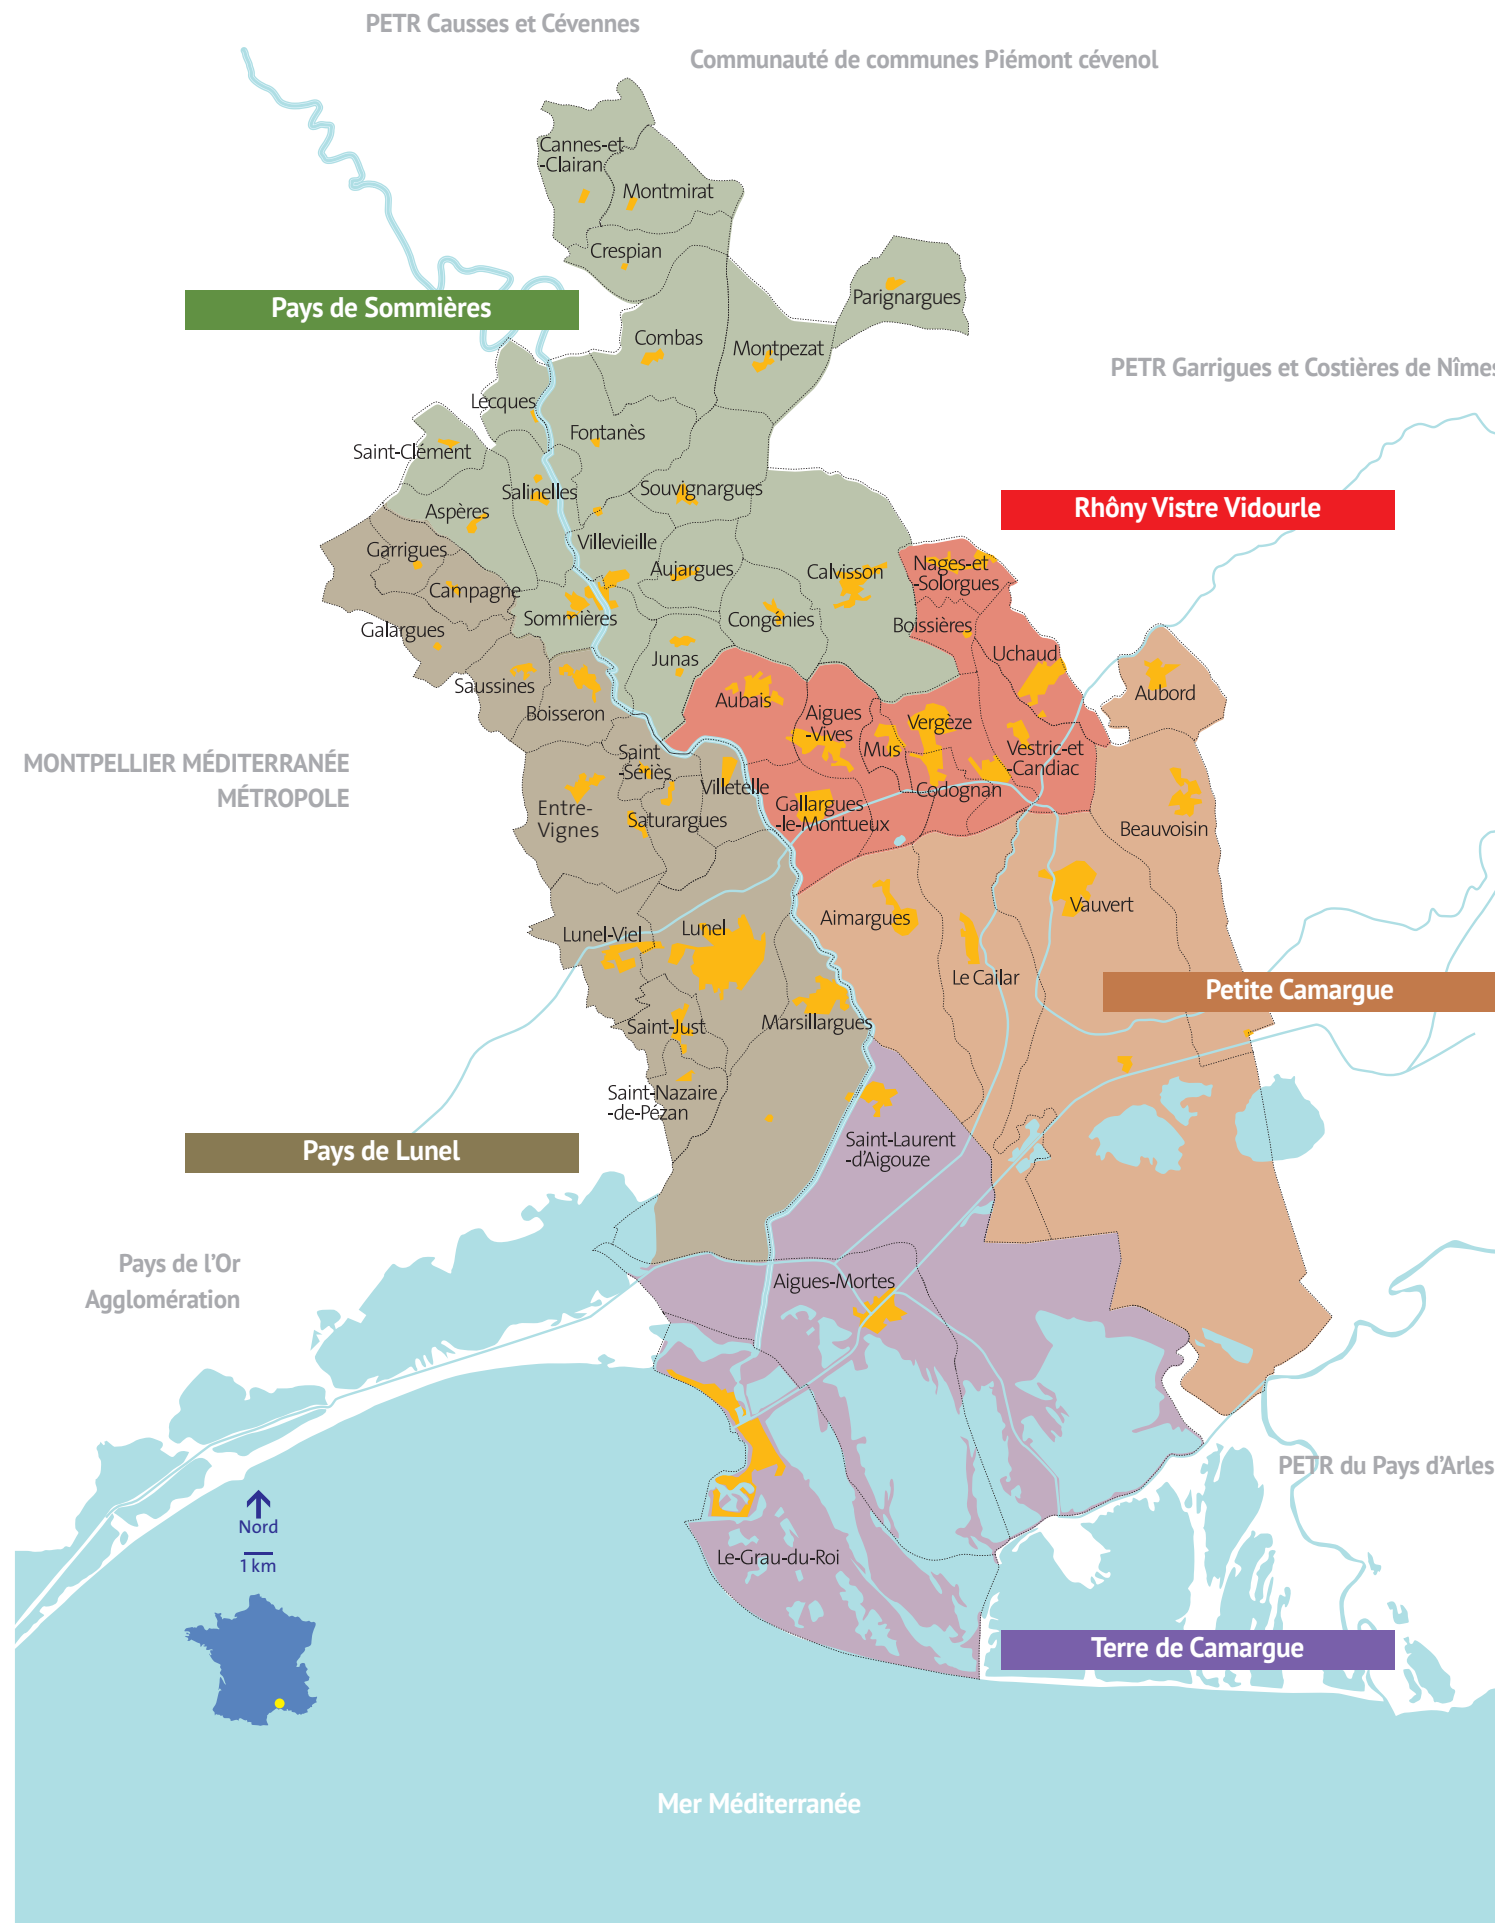 PETR Causses et Cévennes
Communauté de communes Piémont cévenol
Cannes-et
-Clairan
Montmirat
Crespian
Parignargues
Pays de Sommières
Combas
Montpezat
PETR Garrigues et Costières de Nîmes
Lecques
Fontanès
Saint-Clément
Salinelles
Souvignargues
Aspères
Rhôny Vistre Vidourle
Villevieille
Garrigues
Aujargues
Calvisson
Nages-et
-Solorgues
Campagne
Sommières
Congénies
Boissières
Galargues
Junas
Uchaud
Saussines
Aubais
Aubord
Boisseron
Aigues
-Vives
Vergèze
Mus
Vestric-et
-Candiac
MONTPELLIER MÉDITERRANÉE
MÉTROPOLE
Saint
-Sériès
Villetelle
Codognan
Entre-
Vignes
Saturargues
Gallargues
-le-Montueux
Beauvoisin
Vauvert
Aimargues
Lunel-Viel
Lunel
Le Cailar
Petite Camargue
Saint-Just
Marsillargues
Saint-Nazaire
-de-Pézan
Pays de Lunel
Saint-Laurent
-d'Aigouze
Pays de l'Or
Agglomération
Aigues-Mortes
PETR du Pays d'Arles
Nord
1 km
Le-Grau-du-Roi
Terre de Camargue
Mer Méditerranée